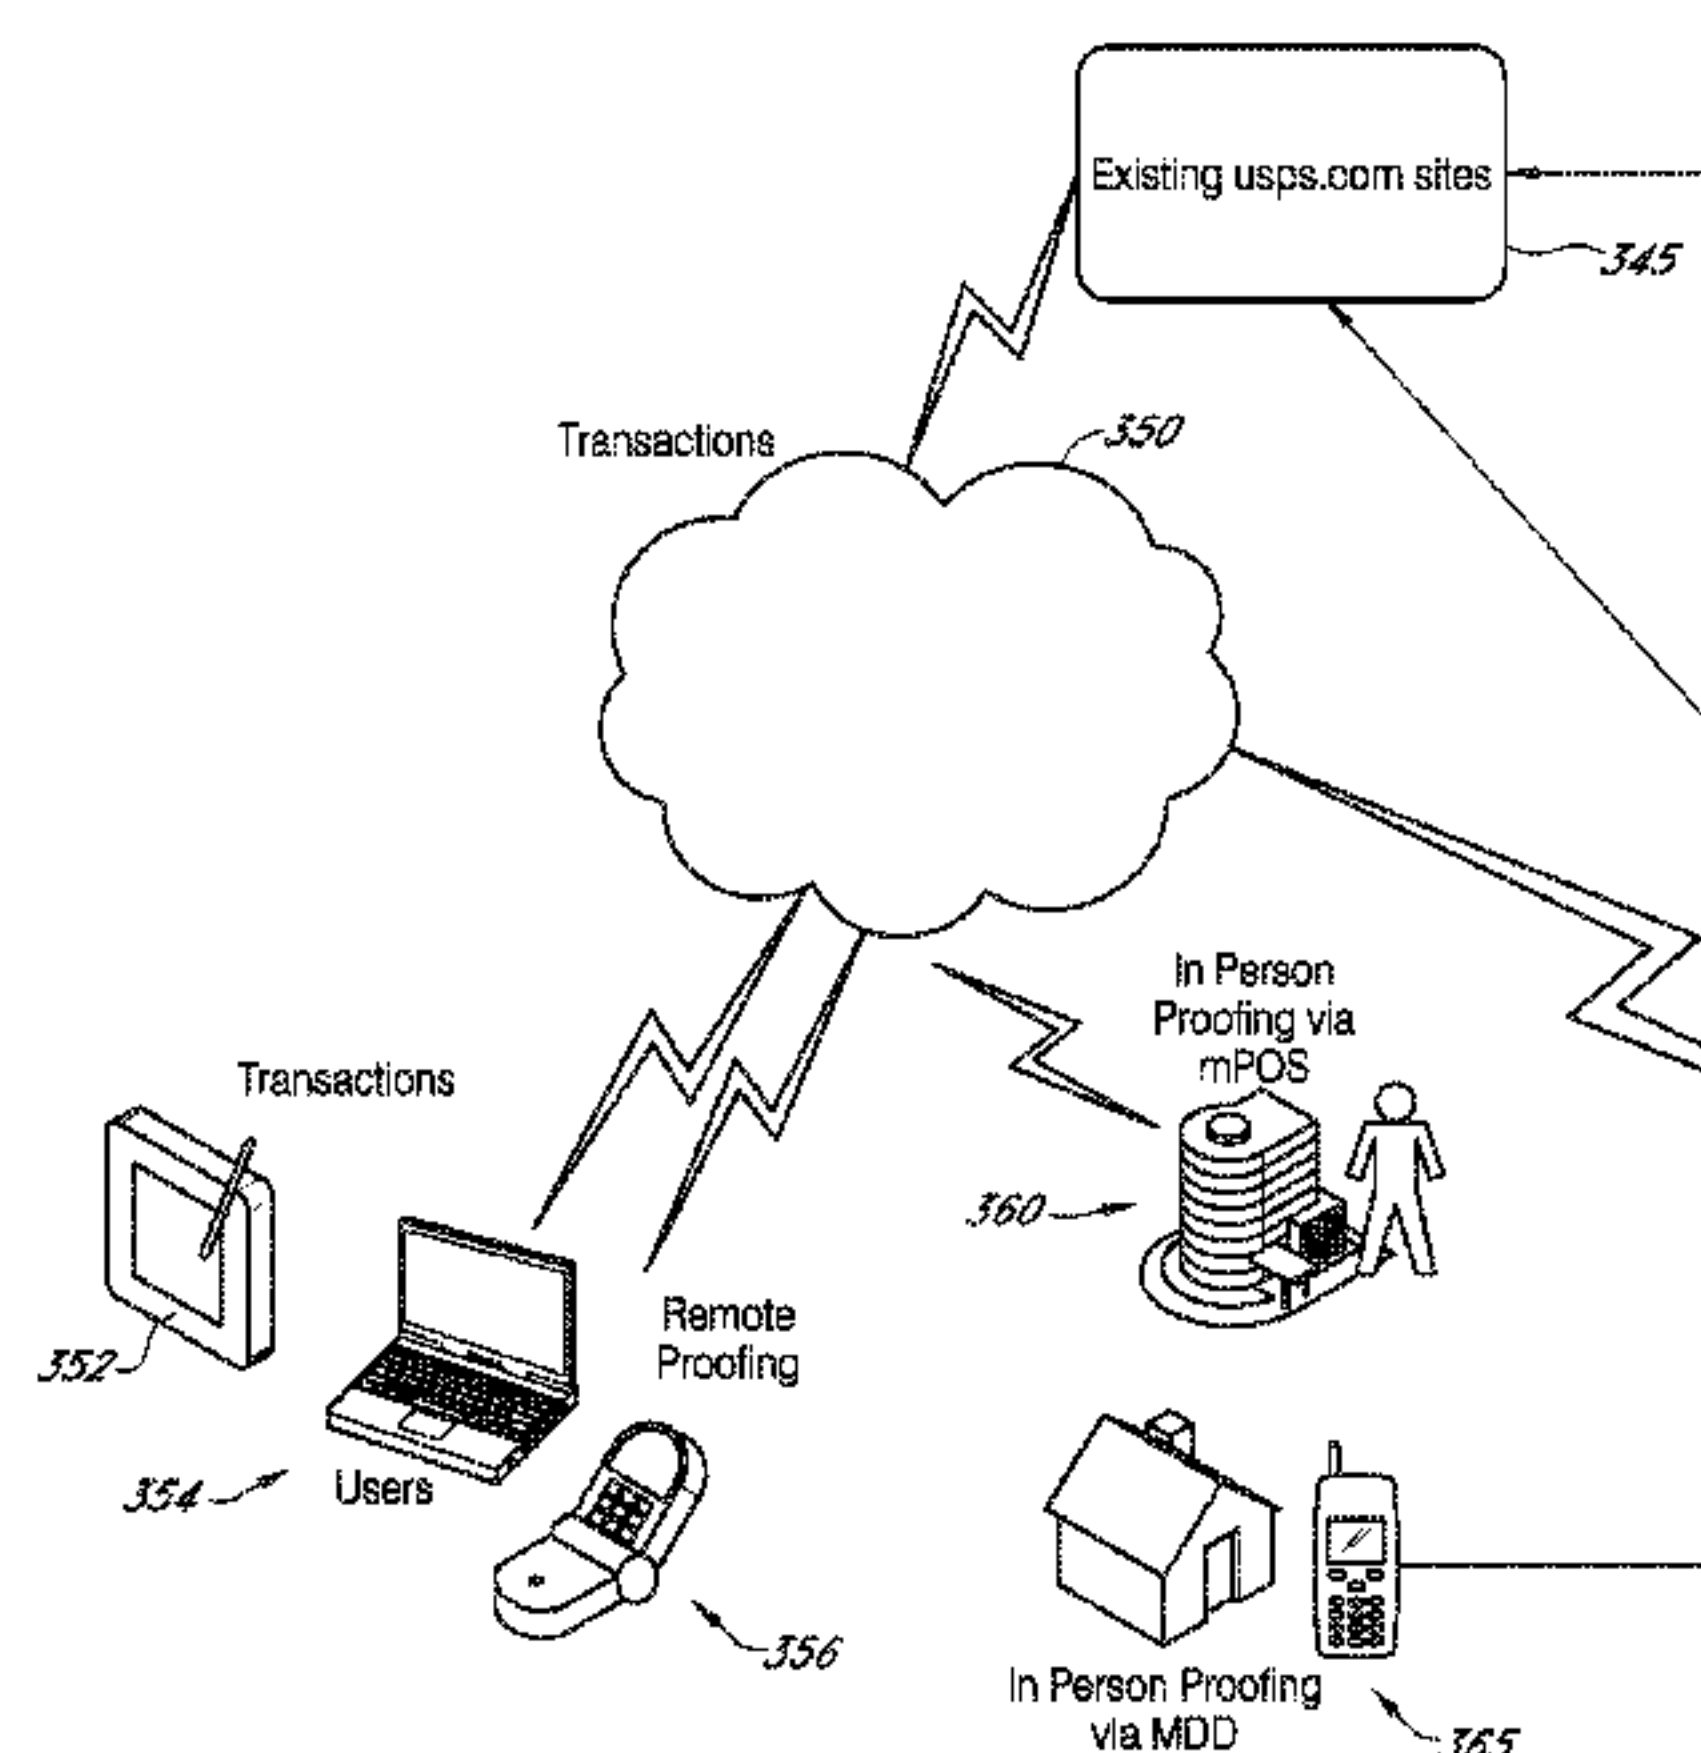 Existing usps.com sites
345
Transactions
350
In Person
Proofing via
mPOS
Transactions
360
352
Remote
Proofing
354
Users
356
In Person Proofing
via MDD
365